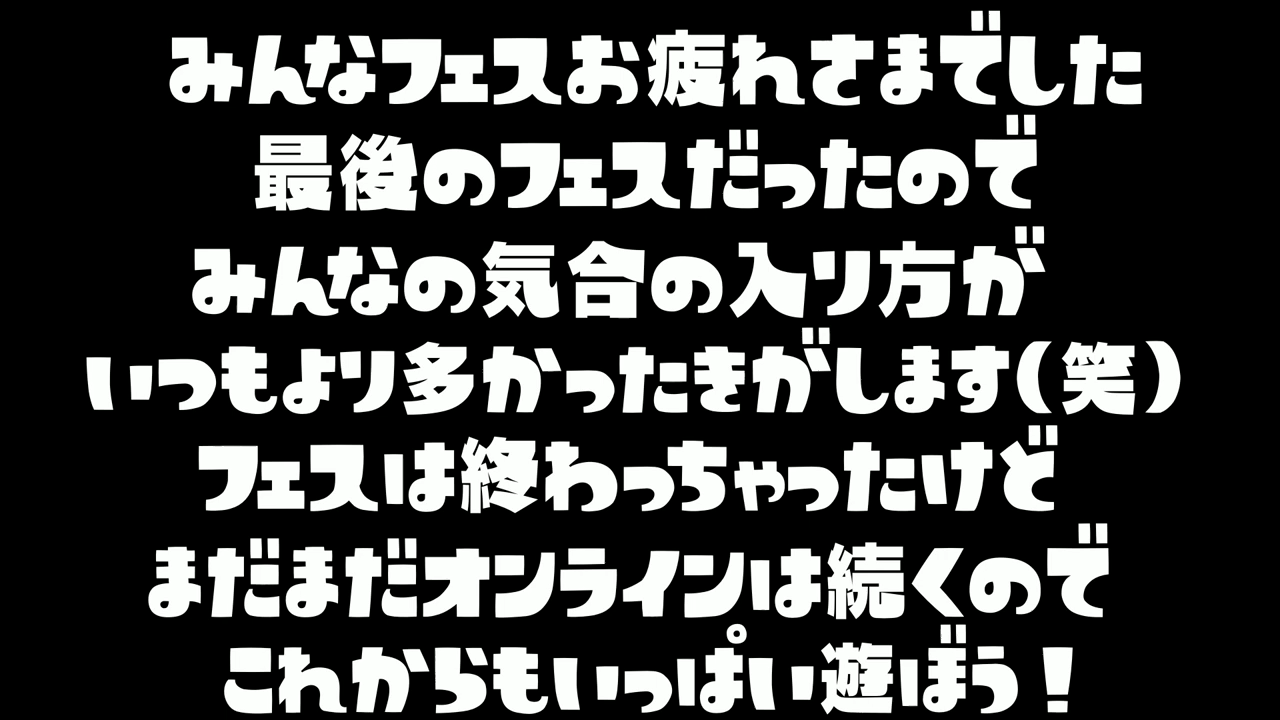 みんなフェスお疲れさまでした
最後のフェスだったので
みんなの気合の入り方が
いつもより多かったきがします(笑)
フェスは終わっちゃったけど
まだまだオンラインは続くので
これからもいっぱい遊ぼう!